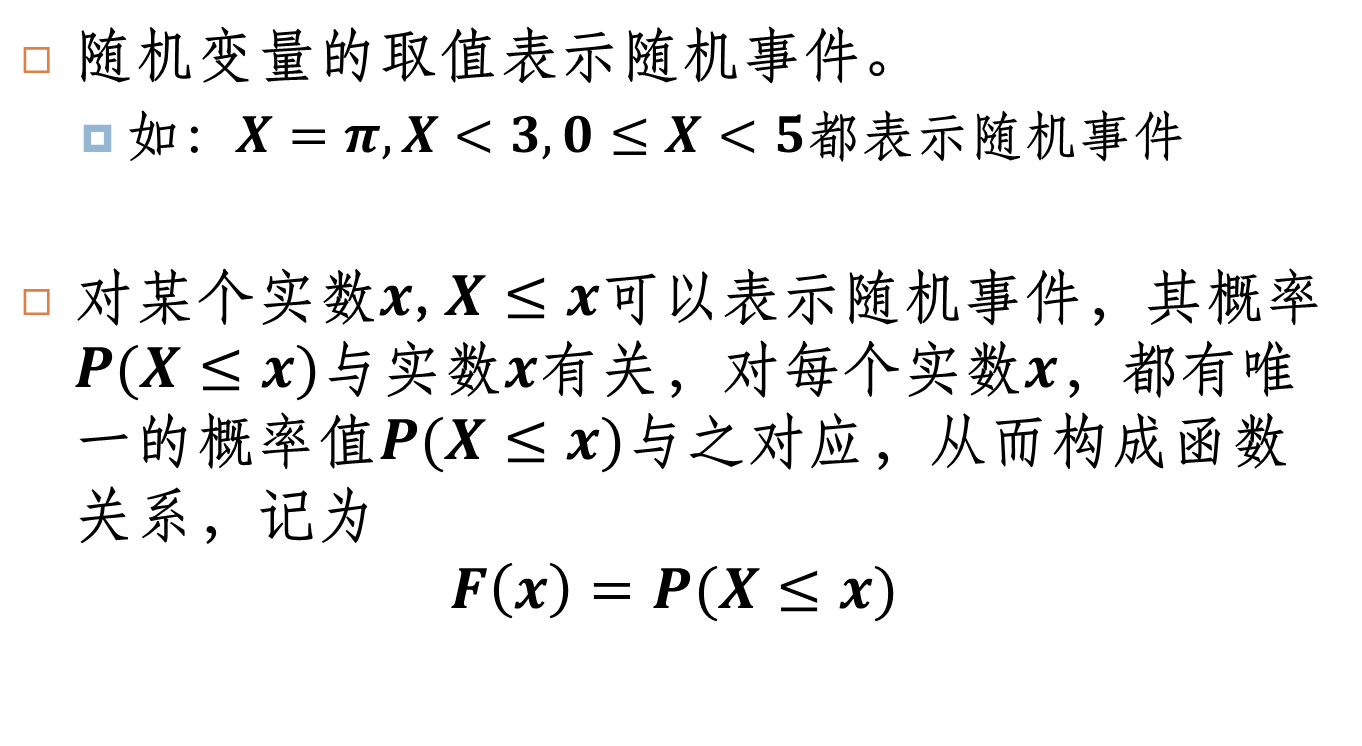 随机变量的取值表示随机事件。
如：X = π, X < 3, 0 ≤ X < 5都表示随机事件
对某个实数x, X ≤ x可以表示随机事件，其概率
P(X ≤ x)与实数x有关，对每个实数x，都有唯
一的概率值P(X ≤ x)与之对应，从而构成函数
关系，记为
F(x) = P(X ≤ x)